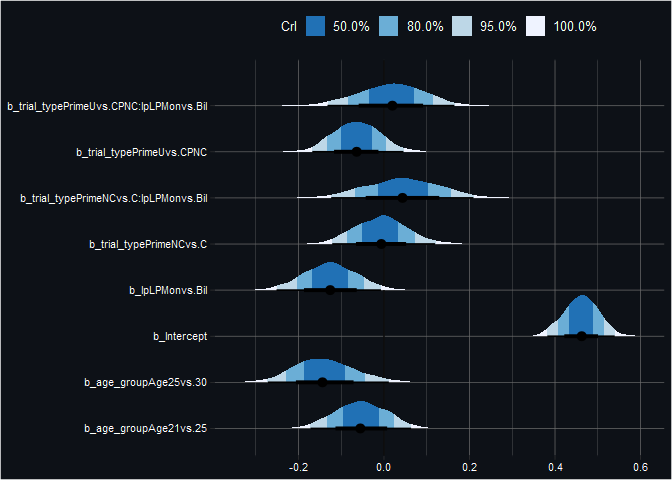 CrI 50.0% 80.0% 95.0% 100.0%
b_trial_typePrimeUvs.CPNC:lpLPMonvs.Bil
b_trial_typePrimeUvs.CPNC
b_trial_typePrimeNCvs.C:lpLPMonvs.Bil
b_trial_typePrimeNCvs.C
b_lpLPMonvs.Bil
b_Intercept
b_age_groupAge25vs.30
b_age_groupAge21vs.25
-0.2 0.0 0.2 0.4 0.6